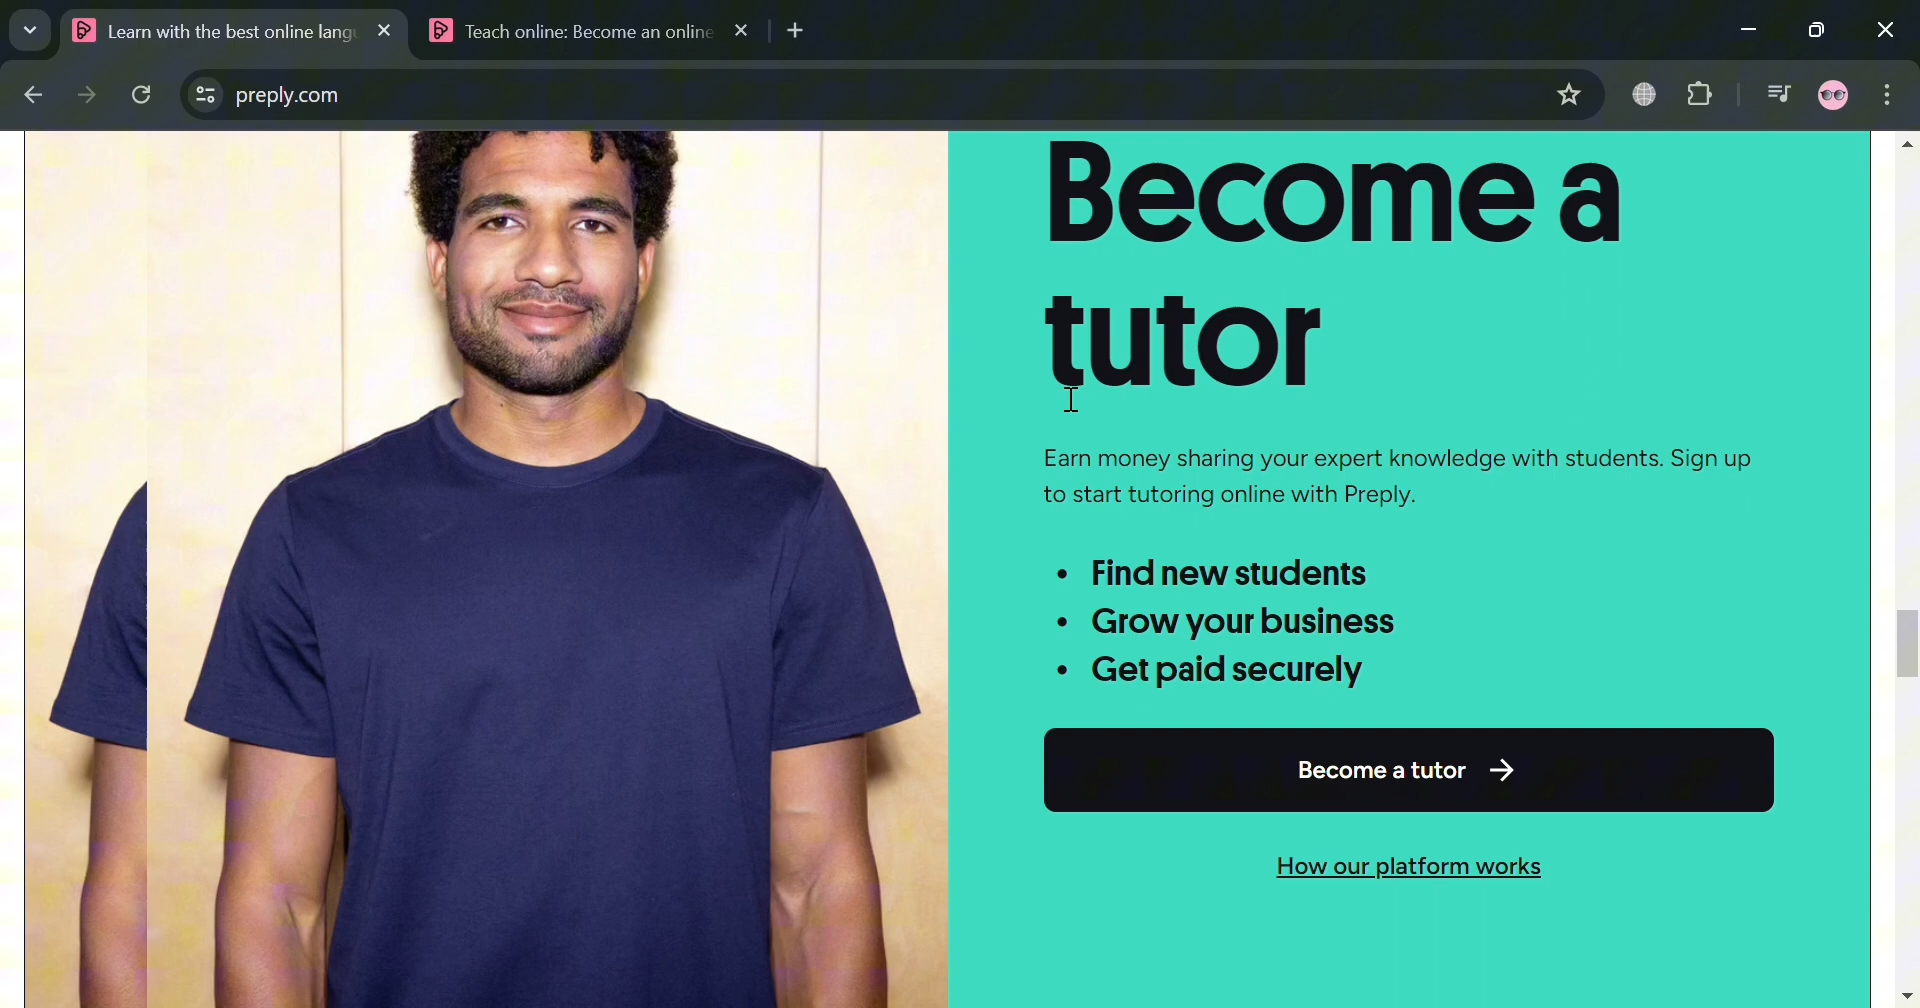 Learn with the best online langu
Teach online: Become an online
preply.com
Become a
tutor
Earn money sharing your expert knowledge with students. Sign up
to start tutoring online with Preply.
• Find new students
• Grow your business
• Get paid securely
Become a tutor →
How our platform works